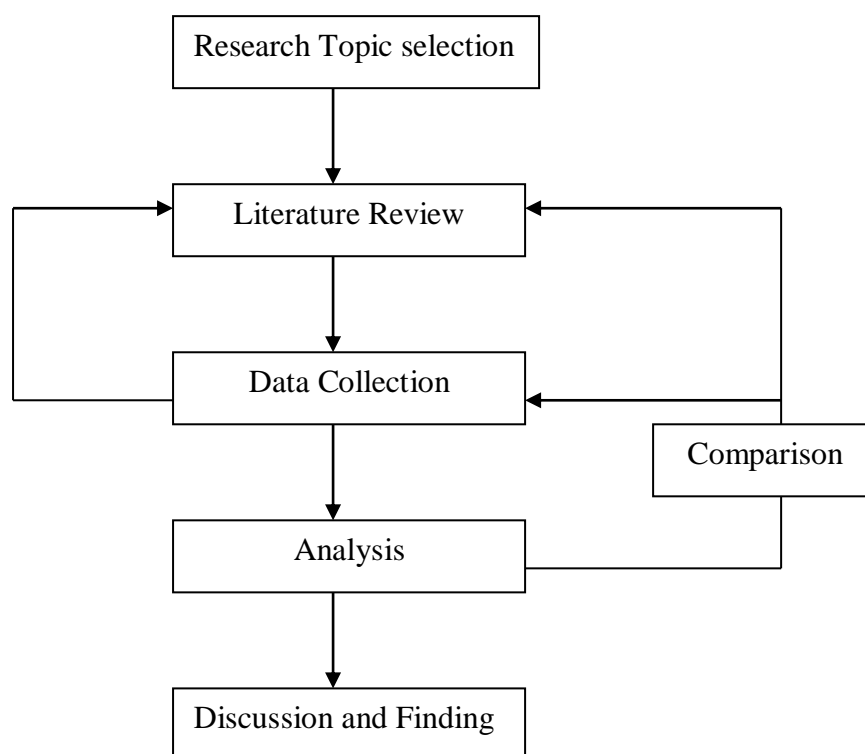 Research Topic selection
Literature Review
Data Collection
Comparison
Analysis
Discussion and Finding